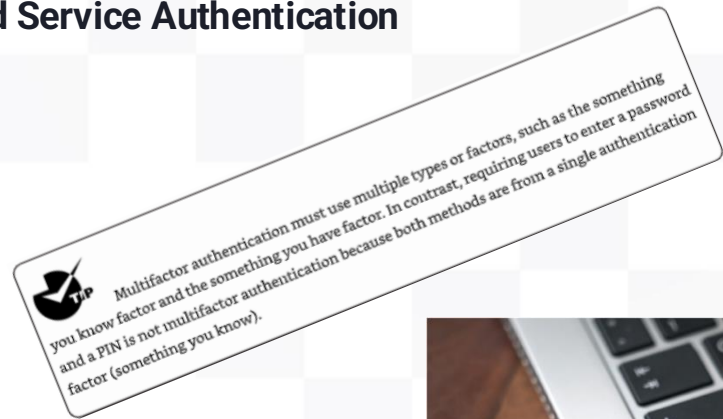 d Service Authentication
TIP
Multifactor authentication must use multiple types or factors, such as the something
you know factor and the something you have factor. In contrast, requiring users to enter a password
and a PIN is not multifactor authentication because both methods are from a single authentication
factor (something you know).